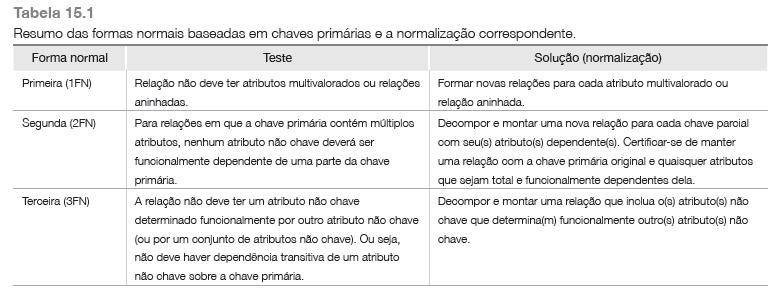 Tabela 15.1
Resumo das formas normais baseadas em chaves primárias e a normalização correspondente.
Forma normal
Teste
Solução (normalização)
Primeira (1FN)
Relação não deve ter atributos multivalorados ou relações
aninhadas.
Formar novas relações para cada atributo multivalorado ou
relação aninhada.
Segunda (2FN)
Para relações em que a chave primária contém múltiplos
atributos, nenhum atributo não chave deverá ser
funcionalmente dependente de uma parte da chave
primária.
Decompor e montar uma nova relação para cada chave parcial
com seu(s) atributo(s) dependente(s). Certificar-se de manter
uma relação com a chave primária original e quaisquer atributos
que sejam total e funcionalmente dependentes dela.
Terceira (3FN)
A relação não deve ter um atributo não chave
determinado funcionalmente por outro atributo não chave
(ou por um conjunto de atributos não chave). Ou seja,
não deve haver dependência transitiva de um atributo
não chave sobre a chave primária.
Decompor e montar uma relação que inclua o(s) atributo(s) não
chave que determina(m) funcionalmente outro(s) atributo(s) não
chave.